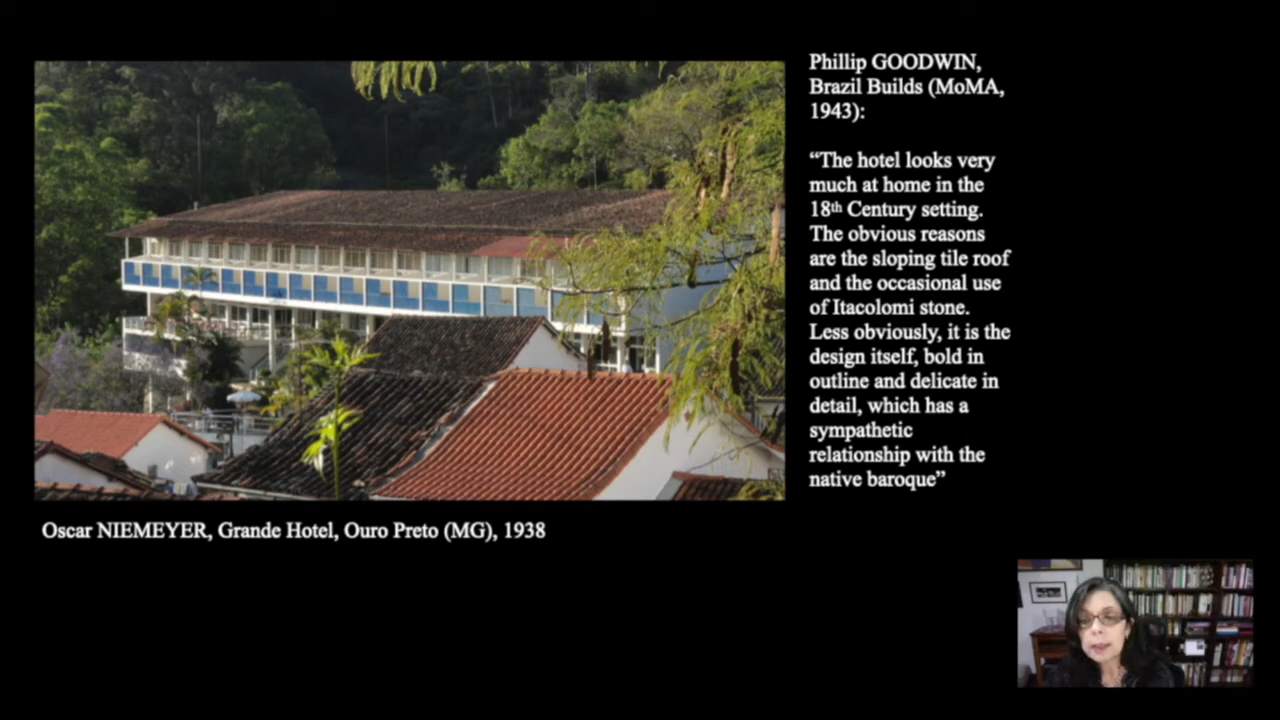 Phillip GOODWIN,
Brazil Builds (MoMA,
1943):
“The hotel looks very
much at home in the
18th Century setting.
The obvious reasons
are the sloping tile roof
and the occasional use
of Itacolomi stone.
Less obviously, it is the
design itself, bold in
outline and delicate in
detail, which has a
sympathetic
relationship with the
native baroque”
Oscar NIEMEYER, Grande Hotel, Ouro Preto (MG), 1938